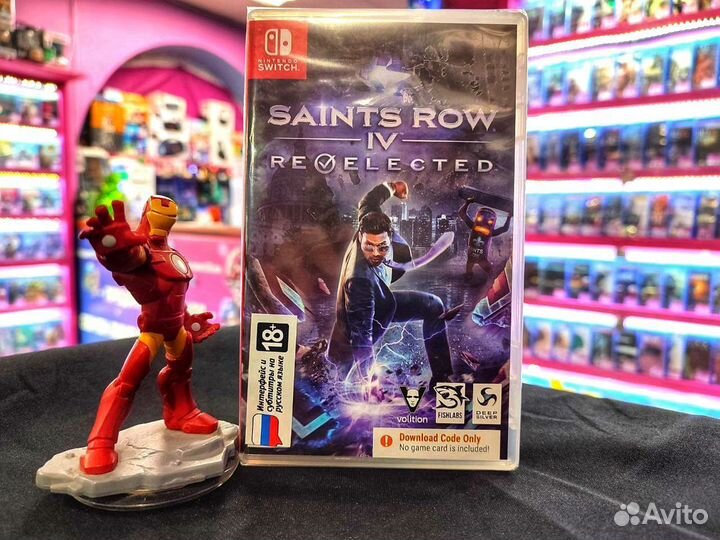 NINTENDO
SWITCH
SAINTS ROW
IV
RE ELECTED
18+
Интерфейс и
субтитры на
русском языке
volition
FISHLABS
DEEP
SILVER
Download Code Only
No game card is included!
Avito